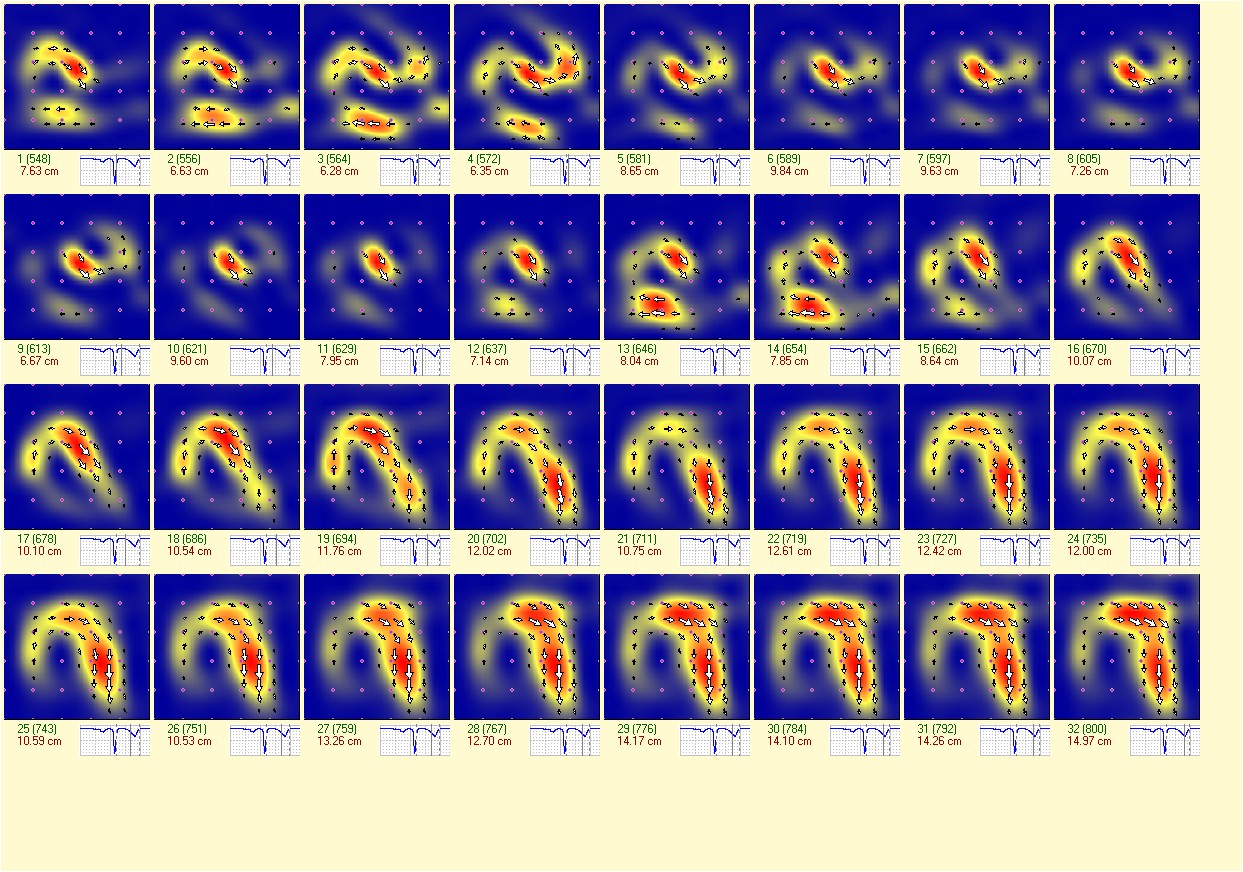 1 (548) 2 (556) 3 (564) 4 (572) 5 (581) 6 (589) 7 (597) 8 (605)
7.63 cm 6.63 cm 6.28 cm 6.35 cm 8.65 cm 9.84 cm 9.63 cm 7.26 cm
9 (613) 10 (621) 11 (629) 12 (637) 13 (646) 14 (654) 15 (662) 16 (670)
6.67 cm 9.60 cm 7.95 cm 7.14 cm 8.04 cm 7.85 cm 8.64 cm 10.07 cm
17 (678) 18 (686) 19 (694) 20 (702) 21 (711) 22 (719) 23 (727) 24 (735)
10.10 cm 10.54 cm 11.76 cm 12.02 cm 10.75 cm 12.61 cm 12.42 cm 12.00 cm
25 (743) 26 (751) 27 (759) 28 (767) 29 (776) 30 (784) 31 (792) 32 (800)
10.59 cm 10.53 cm 13.26 cm 12.70 cm 14.17 cm 14.10 cm 14.26 cm 14.97 cm